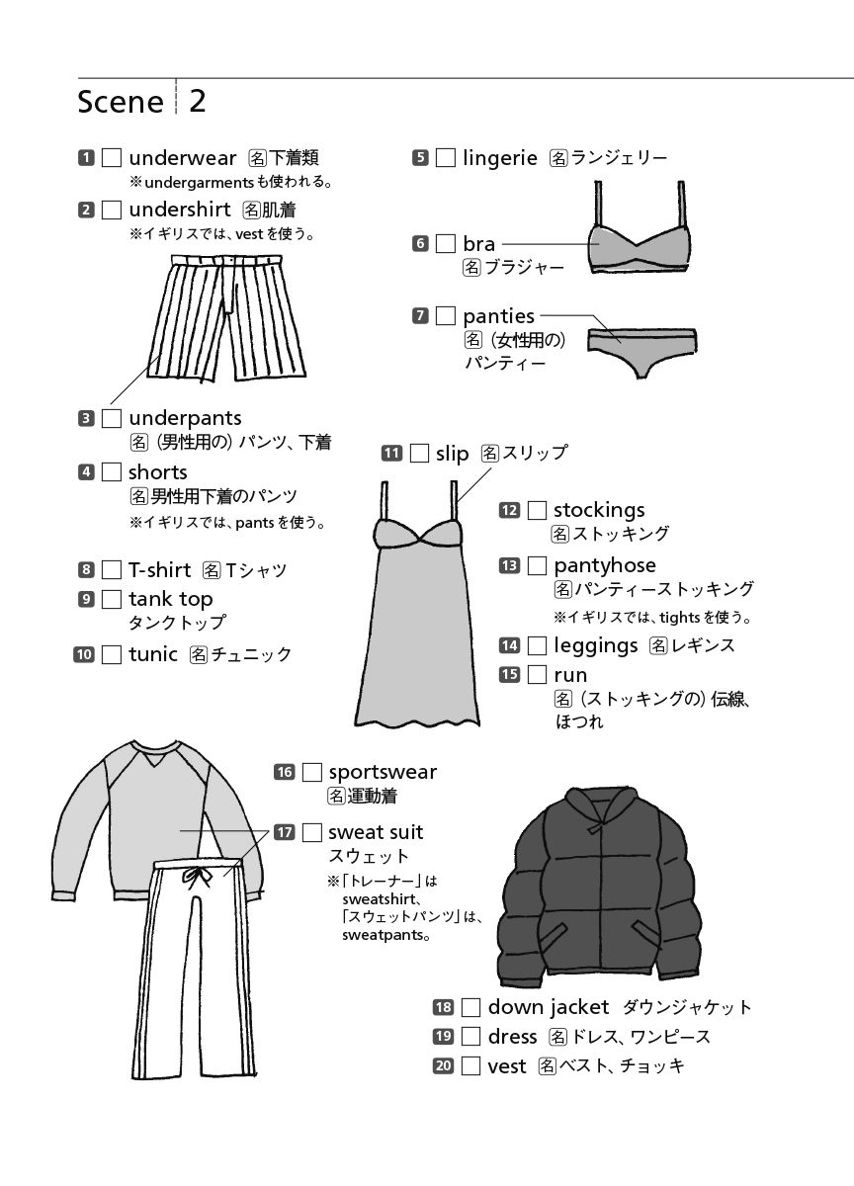 Scene 2
1 underwear 名下着類
※undergarmentsも使われる。
2 undershirt 名肌着
※イギリスでは、vestを使う。
3 underpants
名（男性用の）パンツ、下着
4 shorts
名男性用下着のパンツ
※イギリスでは、pantsを使う。
5 lingerie 名ランジェリー
6 bra
名ブラジャー
7 panties
名（女性用の）
パンティー
8 T-shirt 名Tシャツ
9 tank top
タンクトップ
10 tunic 名チュニック
11 slip 名スリップ
12 stockings
名ストッキング
13 pantyhose
名パンティーストッキング
※イギリスでは、tightsを使う。
14 leggings 名レギンス
15 run
名（ストッキングの）伝線、
ほつれ
16 sportswear
名運動着
17 sweat suit
スウェット
※「トレーナー」は
sweatshirt、
「スウェットパンツ」は、
sweatpants。
18 down jacket ダウンジャケット
19 dress 名ドレス、ワンピース
20 vest 名ベスト、チョッキ